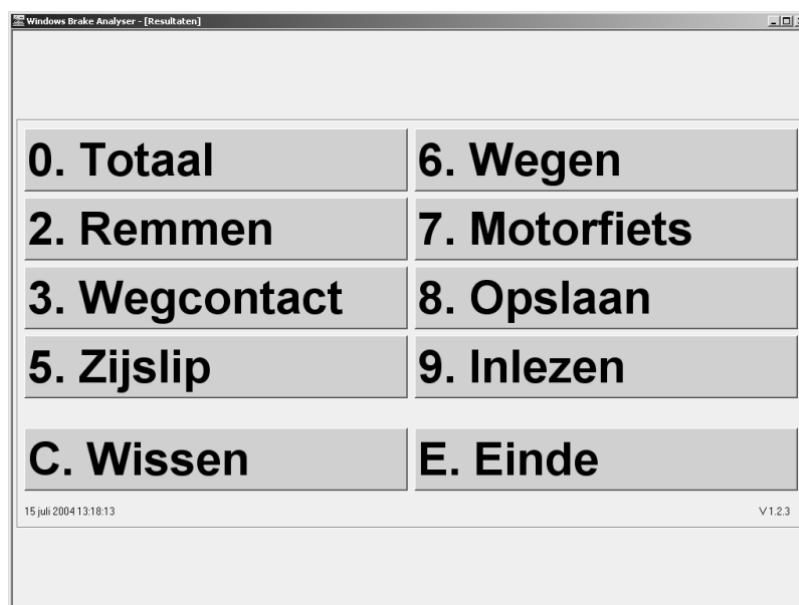 Windows Brake Analyser - [Resultaten]
0. Totaal
6. Wegen
2. Remmen
7. Motorfiets
3. Wegcontact
8. Opslaan
5. Zijslip
9. Inlezen
C. Wissen
E. Einde
15 juli 2004 13:18:13
V 1.2.3